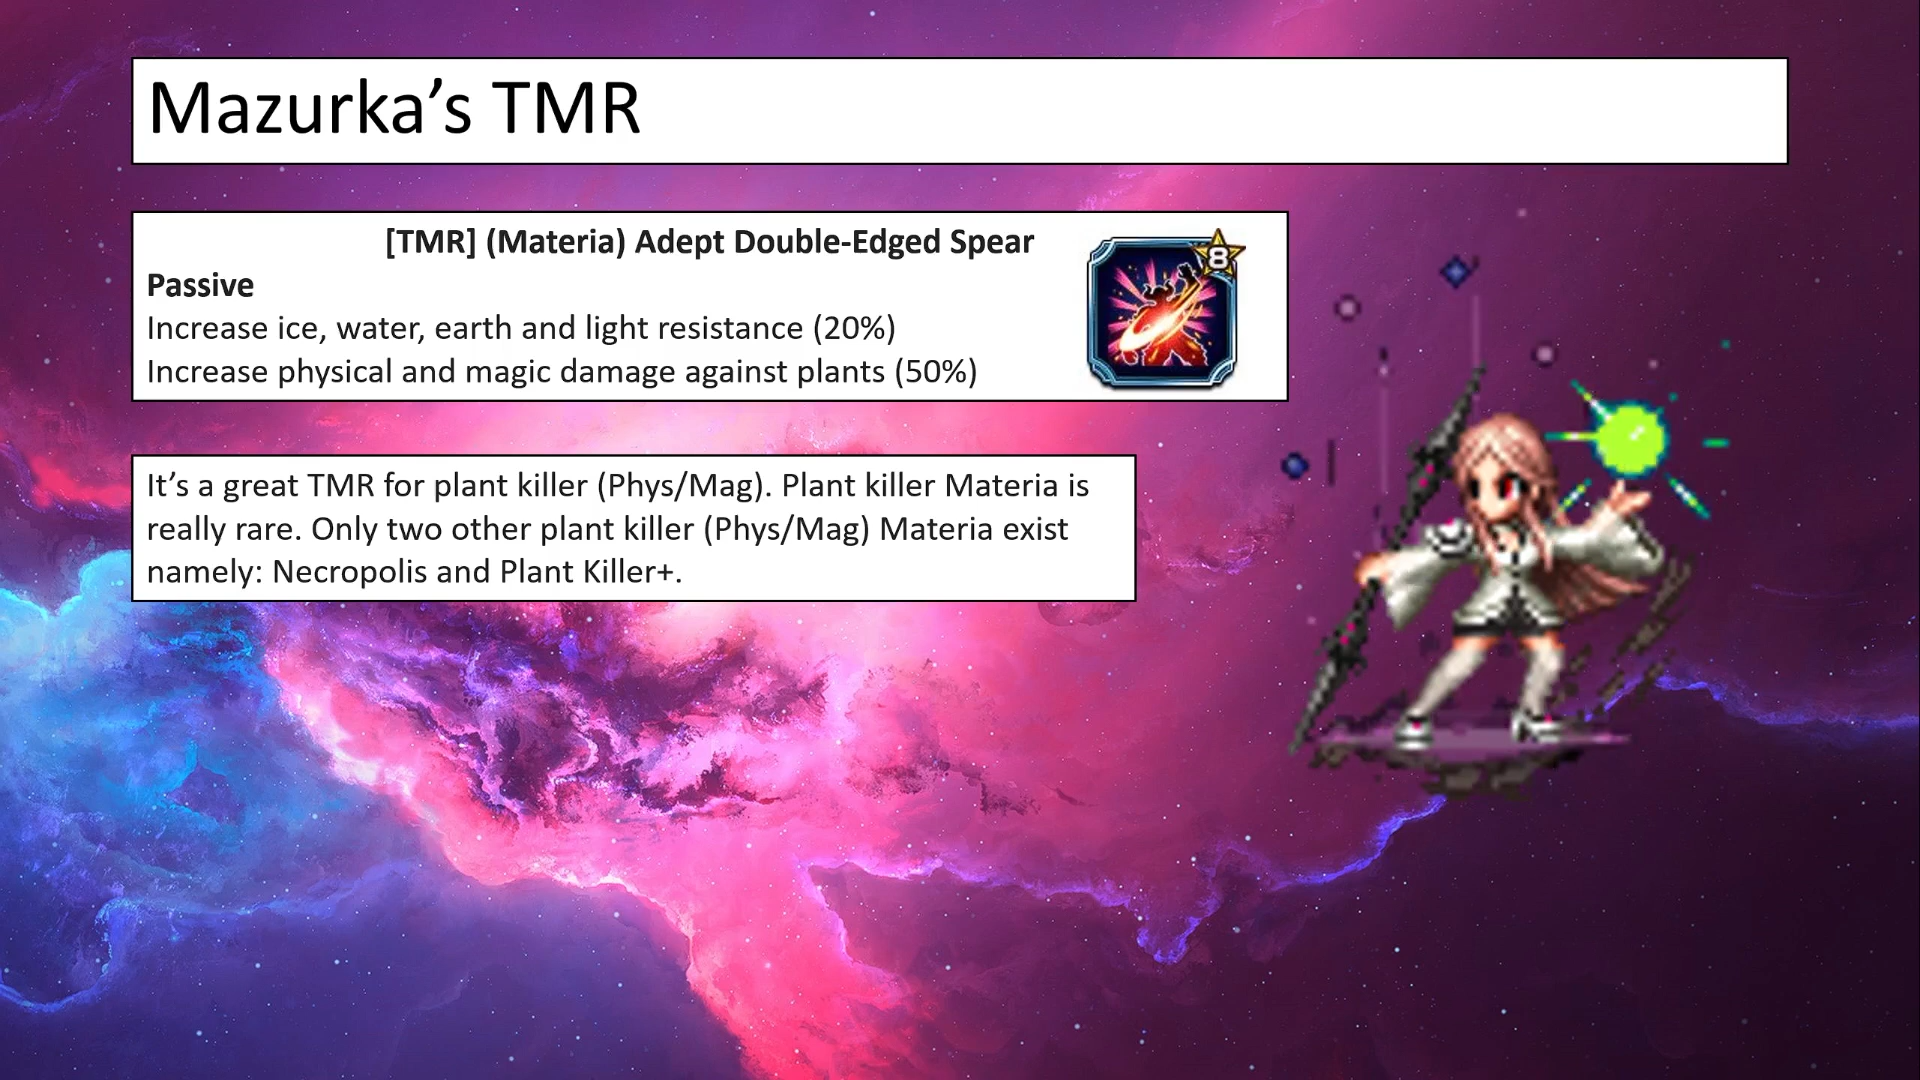 Mazurka’s TMR
[TMR] (Materia) Adept Double-Edged Spear
8
Passive
Increase ice, water, earth and light resistance (20%)
Increase physical and magic damage against plants (50%)
It’s a great TMR for plant killer (Phys/Mag). Plant killer Materia is
really rare. Only two other plant killer (Phys/Mag) Materia exist
namely: Necropolis and Plant Killer+.